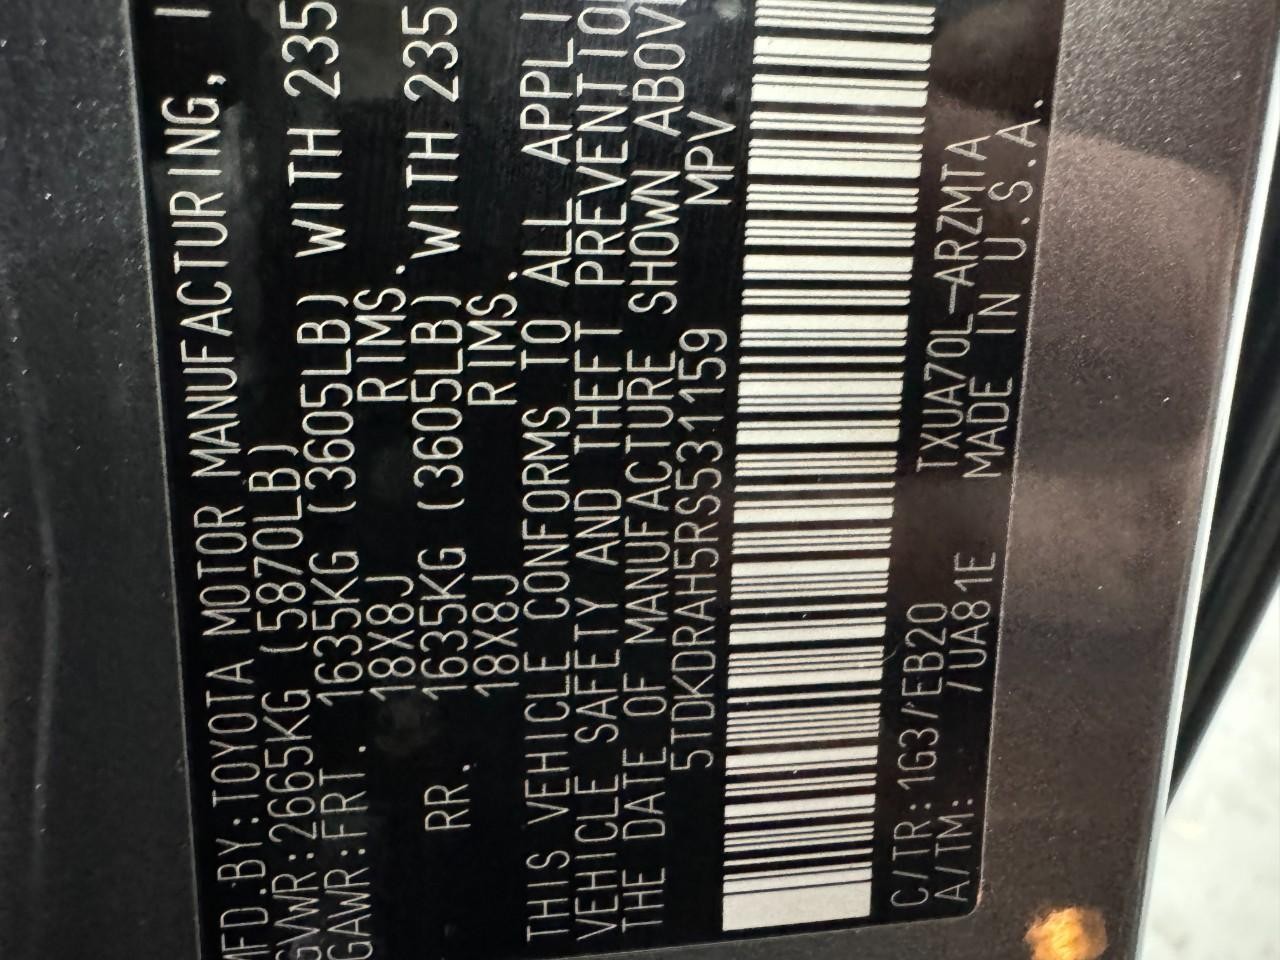 MFD.BY:TOYOTA MOTOR MANUFACTURING,
GVWR:2665KG (5870LB)
GAWR:FRT. 1635KG (3605LB) WITH 235
18X8J RIMS.
RR. 1635KG (3605LB) WITH 235
18X8J RIMS.
THIS VEHICLE CONFORMS TO ALL APPLI
VEHICLE SAFETY AND THEFT PREVENTIO
THE DATE OF MANUFACTURE SHOWN ABOV
5TDKDRAH5RS531159 MPV
C/TR:1G3/EB20 TXUA70L-ARZMTA
A/TM: /UA81E MADE IN U.S.A.